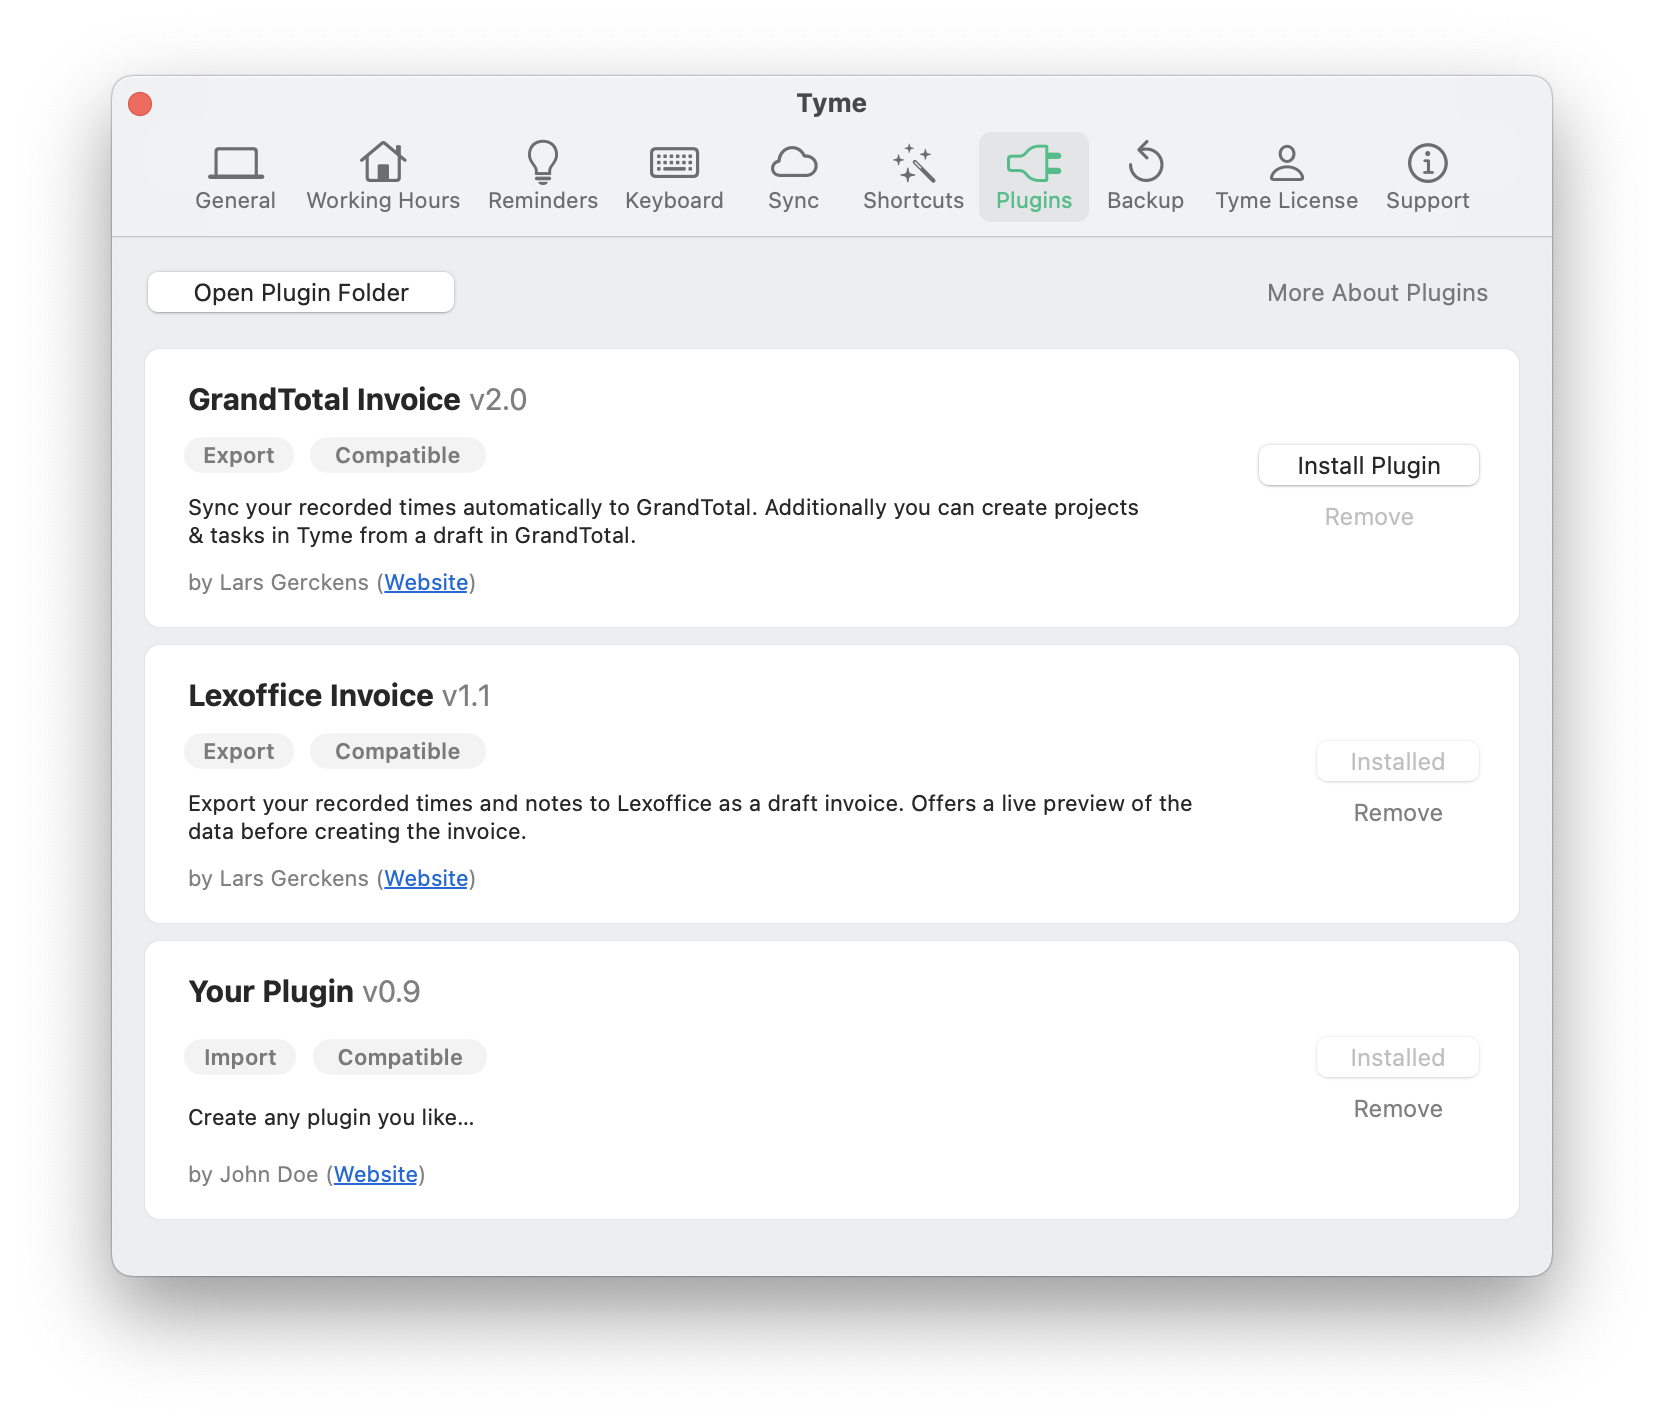 Tyme
General Working Hours Reminders Keyboard Sync Shortcuts Plugins Backup Tyme License Support
Open Plugin Folder More About Plugins
GrandTotal Invoice v2.0
Export Compatible
Install Plugin
Sync your recorded times automatically to GrandTotal. Additionally you can create projects
& tasks in Tyme from a draft in GrandTotal.
Remove
by Lars Gerckens (Website)
Lexoffice Invoice v1.1
Export Compatible
Installed
Export your recorded times and notes to Lexoffice as a draft invoice. Offers a live preview of the
data before creating the invoice.
Remove
by Lars Gerckens (Website)
Your Plugin v0.9
Import Compatible
Installed
Create any plugin you like...
Remove
by John Doe (Website)